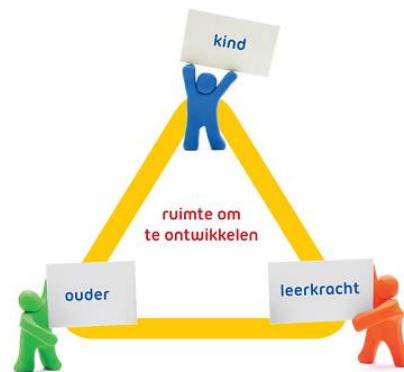 kind
ruimte om
te ontwikkelen
ouder
leerkracht